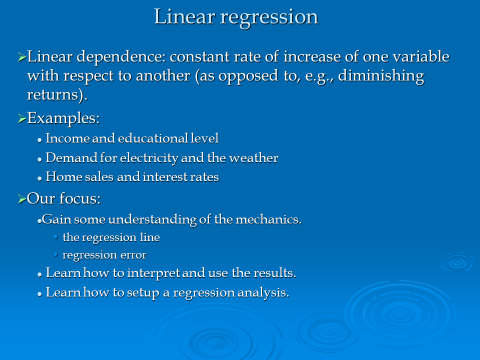 Linear regression
➢Linear dependence: constant rate of increase of one variable
with respect to another (as opposed to, e.g., diminishing
returns).
➢Examples:
● Income and educational level
● Demand for electricity and the weather
● Home sales and interest rates
➢Our focus:
●Gain some understanding of the mechanics.
• the regression line
• regression error
● Learn how to interpret and use the results.
● Learn how to setup a regression analysis.